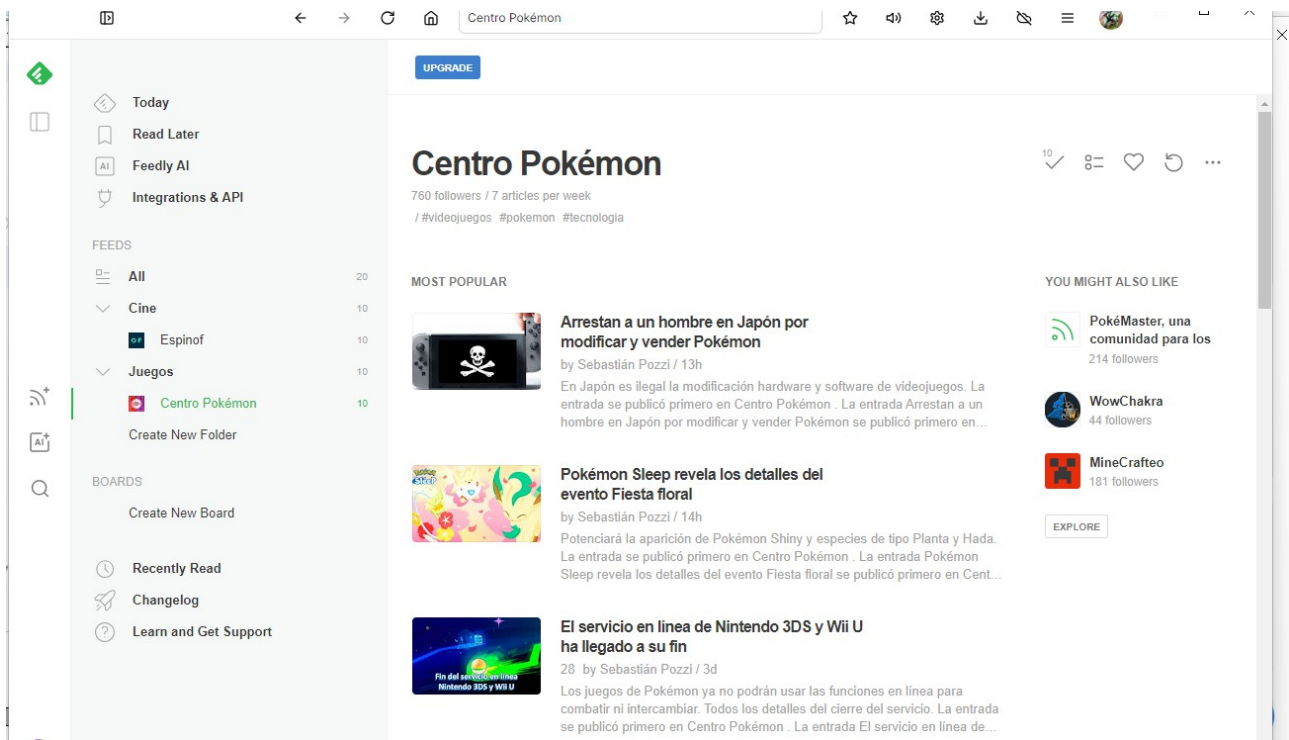 Centro Pokémon
UPGRADE
Today
Read Later
AI Feedly AI
Integrations & API
FEEDS
All 20
Cine 10
Espinof 10
Juegos 10
Centro Pokémon 10
Create New Folder
AI
BOARDS
Create New Board
Recently Read
Changelog
Learn and Get Support
Centro Pokémon
10
760 followers / 7 articles per week
/ #videojuegos #pokemon #tecnologia
MOST POPULAR
Arrestan a un hombre en Japón por
modificar y vender Pokémon
by Sebastián Pozzi / 13h
En Japón es ilegal la modificación hardware y software de videojuegos. La
entrada se publicó primero en Centro Pokémon . La entrada Arrestan a un
hombre en Japón por modificar y vender Pokémon se publicó primero en...
Pokémon Sleep revela los detalles del
evento Fiesta floral
by Sebastián Pozzi / 14h
Potenciará la aparición de Pokémon Shiny y especies de tipo Planta y Hada.
La entrada se publicó primero en Centro Pokémon . La entrada Pokémon
Sleep revela los detalles del evento Fiesta floral se publicó primero en Cent...
Fin del servicio en línea
Nintendo 3DS y Wii U
El servicio en línea de Nintendo 3DS y Wii U
ha llegado a su fin
28 by Sebastián Pozzi / 3d
Los juegos de Pokémon ya no podrán usar las funciones en línea para
combatir ni intercambiar. Todos los detalles del cierre del servicio. La entrada
se publicó primero en Centro Pokémon . La entrada El servicio en línea de...
YOU MIGHT ALSO LIKE
PokéMaster, una
comunidad para los
214 followers
WowChakra
44 followers
MineCrafteo
181 followers
EXPLORE